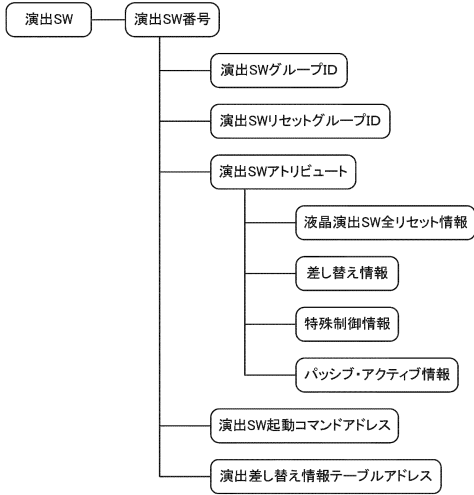 演出SW
演出SW番号
演出SWグループID
演出SWリセットグループID
演出SWアトリビュート
液晶演出SW全リセット情報
差し替え情報
特殊制御情報
パッシブ・アクティブ情報
演出SW起動コマンドアドレス
演出差し替え情報テーブルアドレス